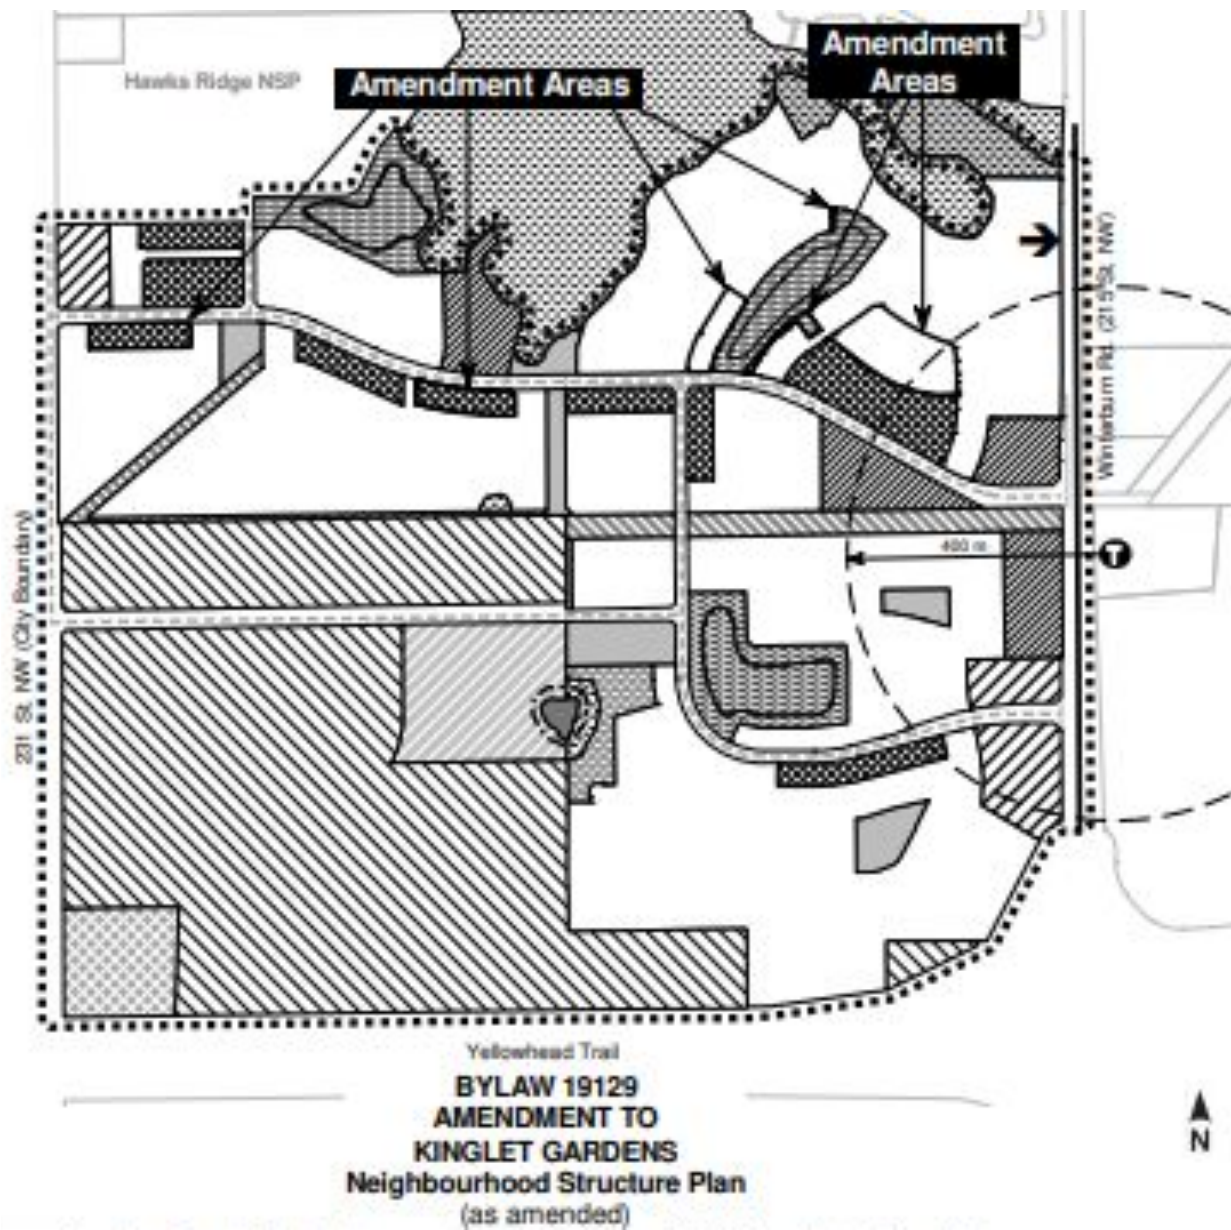 Amendment
Areas
Hawks Ridge NSP
Amendment Areas
Winterburn Rd. (215 St. NW)
400 m
T
231 St. NW (City Boundary)
Yellowhead Trail
BYLAW 19129
AMENDMENT TO
KINGLET GARDENS
Neighbourhood Structure Plan
(as amended)
N